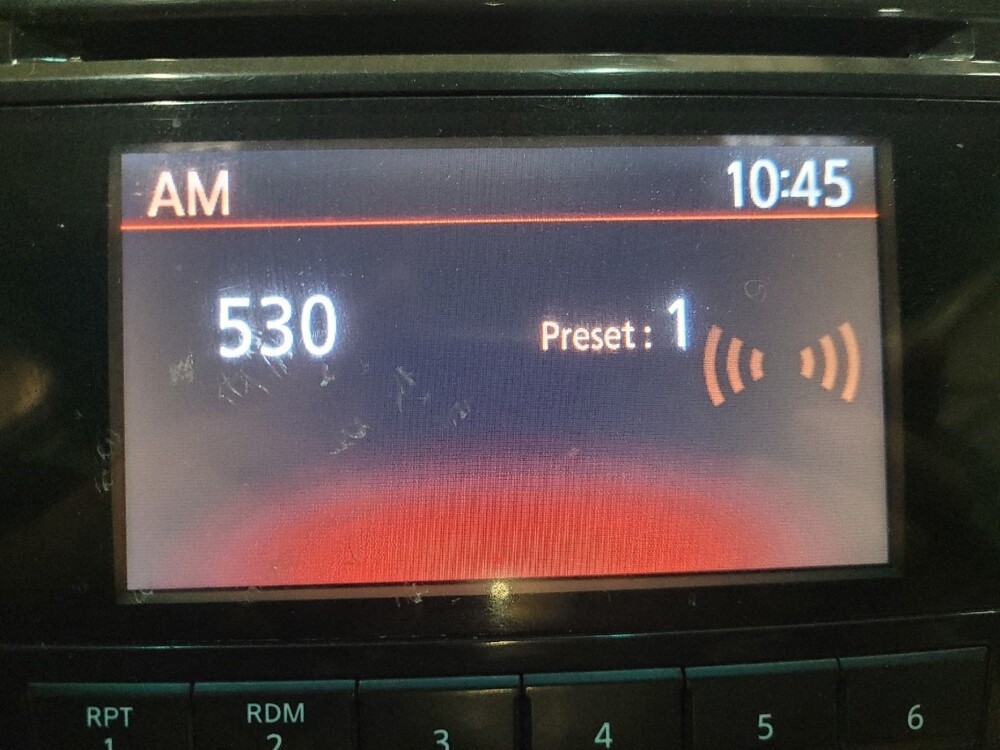 AM 10:45
530 Preset : 1
RPT RDM
1 2 3 4 5 6